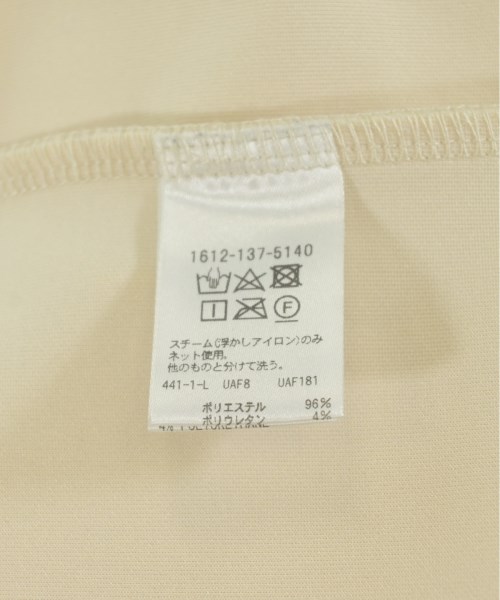 1612-137-5140
スチーム(浮かしアイロン)のみ
ネット使用。
他のものと分けて洗う。
441-1-L UAF8 UAF181
ポリエステル 96%
ポリウレタン 4%